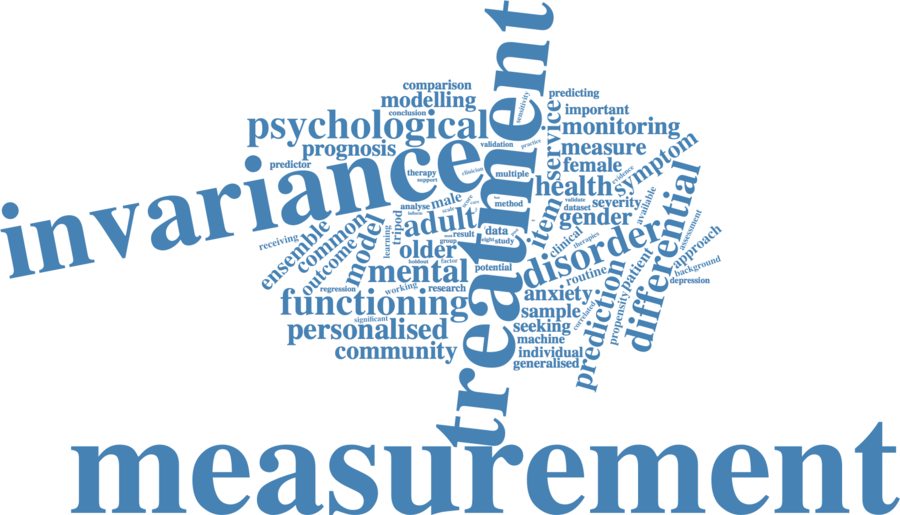 treatment
comparison
modelling
conclusion
sensitivity
predicting
important
psychological
service
monitoring
prognosis
validation
practice
measure
invariance
predictor
therapy
support
clinician
multiple
female
evidence
symptom
health
male
score
scale
method
validate
dataset
severity
available
analyse
adult
gender
differential
ensemble
common
outcome
model
learning
tripod
result
data
study
group
item
clinical
therapies
disorder
assessment
approach
receiving
older
holdout
factor
background
depression
mental
potential
routine
patient
regression
working
research
anxiety
correlated
propensity
prediction
functioning
significant
sample
personalised
seeking
machine
community
individual
generalised
measurement